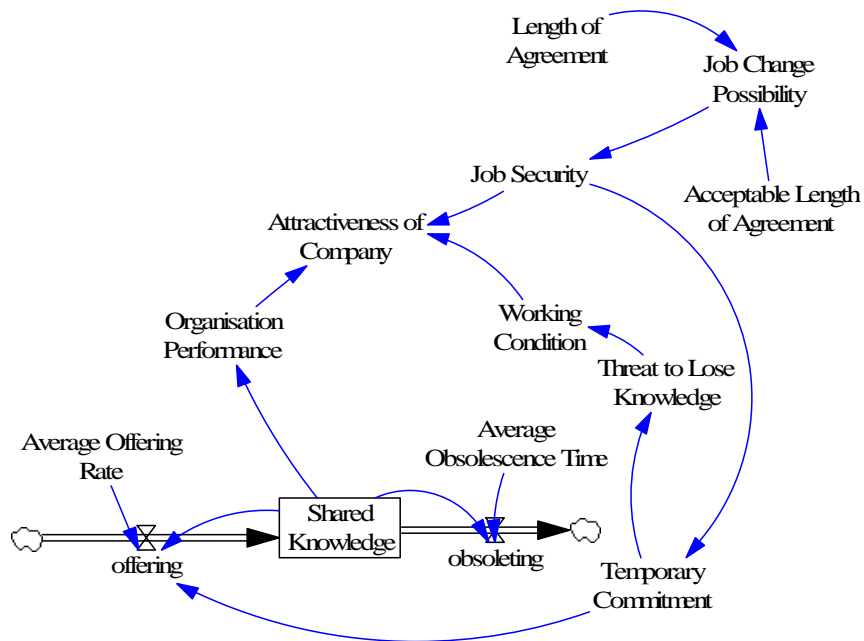 Length of
Agreement
Job Change
Possibility
Job Security
Acceptable Length
of Agreement
Attractiveness of
Company
Organisation
Performance
Working
Condition
Threat to Lose
Knowledge
Average Offering
Rate
Average
Obsolescence Time
Shared
Knowledge
offering
obsoleting
Temporary
Commitment